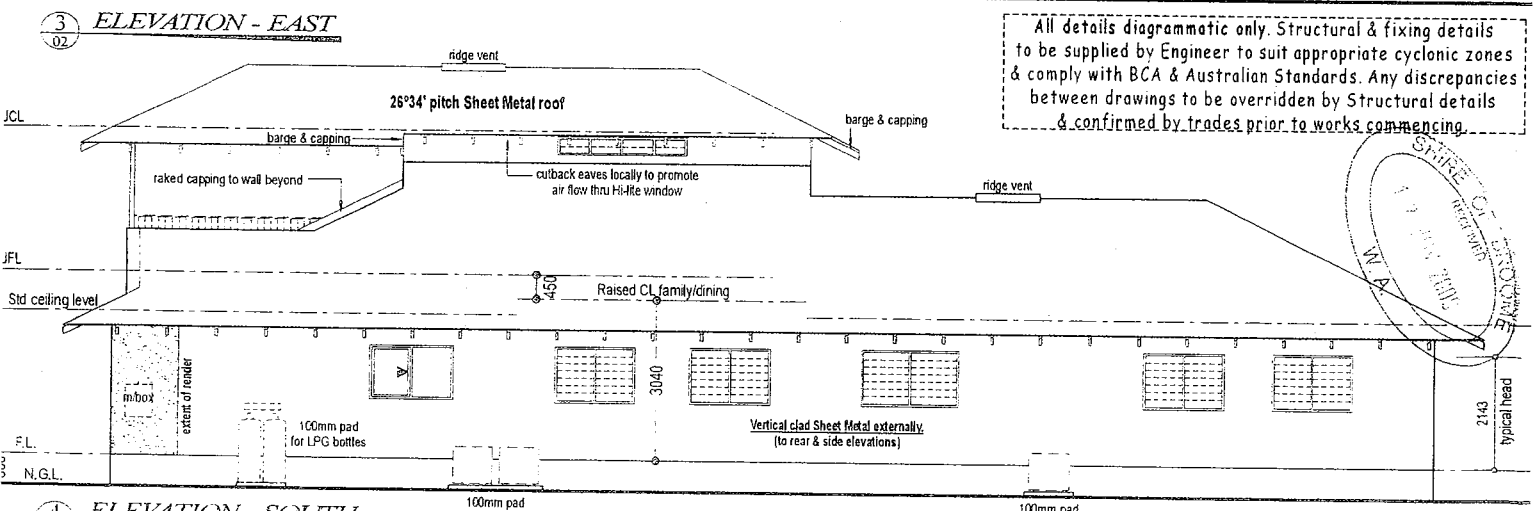 3
02
ELEVATION - EAST
All details diagrammatic only. Structural & fixing details
to be supplied by Engineer to suit appropriate cyclonic zones
& comply with BCA & Australian Standards. Any discrepancies
between drawings to be overridden by Structural details
& confirmed by trades prior to works commencing.
ridge vent
26°34' pitch Sheet Metal roof
JCL
barge & capping
barge & capping
cutback eaves locally to promote
air flow thru Hi-lite window
raked capping to wall beyond
ridge vent
SHIRE OF BROOME
RECEIVED
W.A.
JFL
450
Raised CL family/dining
Std ceiling level
m/box
extent of render
A
3040
2143
typical head
100mm pad
for LPG bottles
Vertical clad Sheet Metal externally.
(to rear & side elevations)
F.L.
N.G.L.
100mm pad
100mm pad
ELEVATION - SOUTH